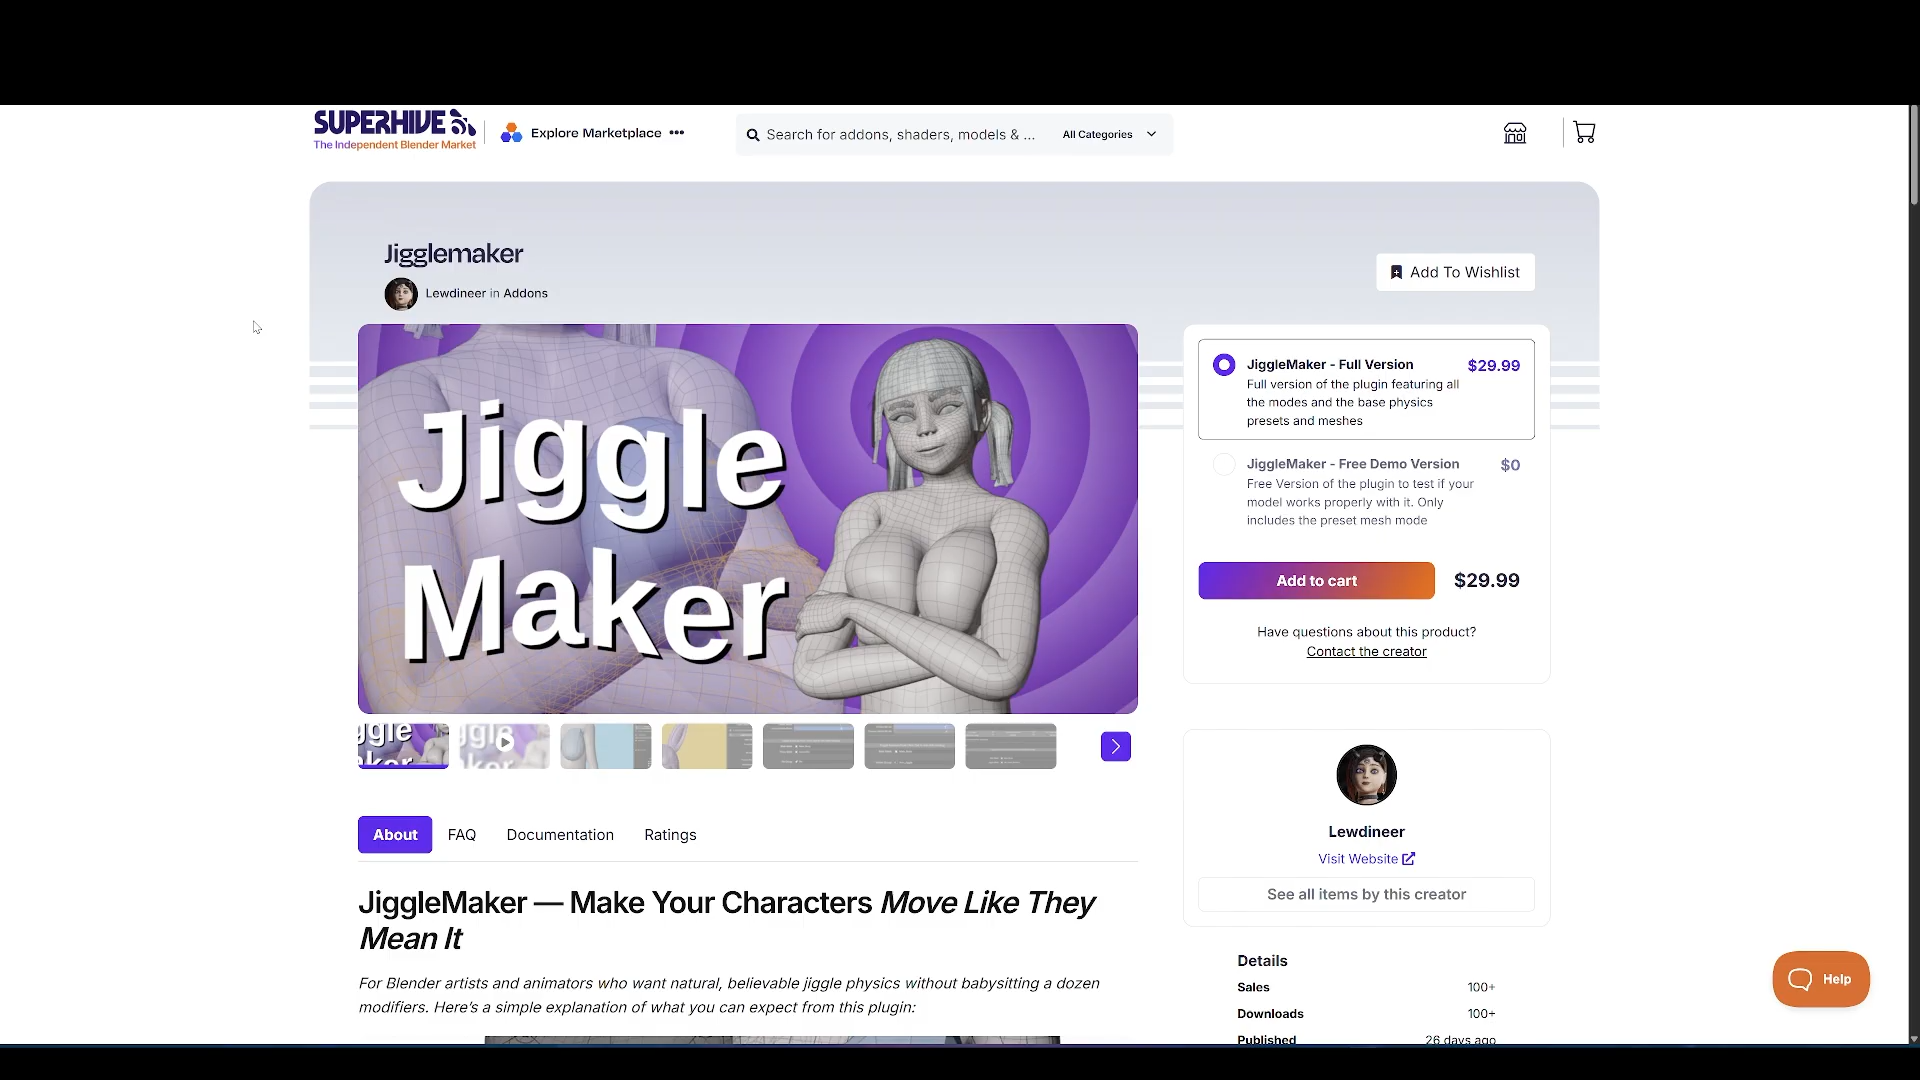 SUPERHIVE
The Independent Blender Market
Explore Marketplace •••
Search for addons, shaders, models & ...
All Categories
Jigglemaker
Lewdineer in Addons
Add To Wishlist
Jiggle
Maker
JiggleMaker - Full Version $29.99
Full version of the plugin featuring all
the modes and the base physics
presets and meshes
JiggleMaker - Free Demo Version $0
Free Version of the plugin to test if your
model works properly with it. Only
includes the preset mesh mode
Add to cart $29.99
Have questions about this product?
Contact the creator
About FAQ Documentation Ratings
JiggleMaker — Make Your Characters Move Like They
Mean It
For Blender artists and animators who want natural, believable jiggle physics without babysitting a dozen
modifiers. Here's a simple explanation of what you can expect from this plugin:
Lewdineer
Visit Website
See all items by this creator
Details
Sales 100+
Downloads 100+
Published 26 days ago
Help